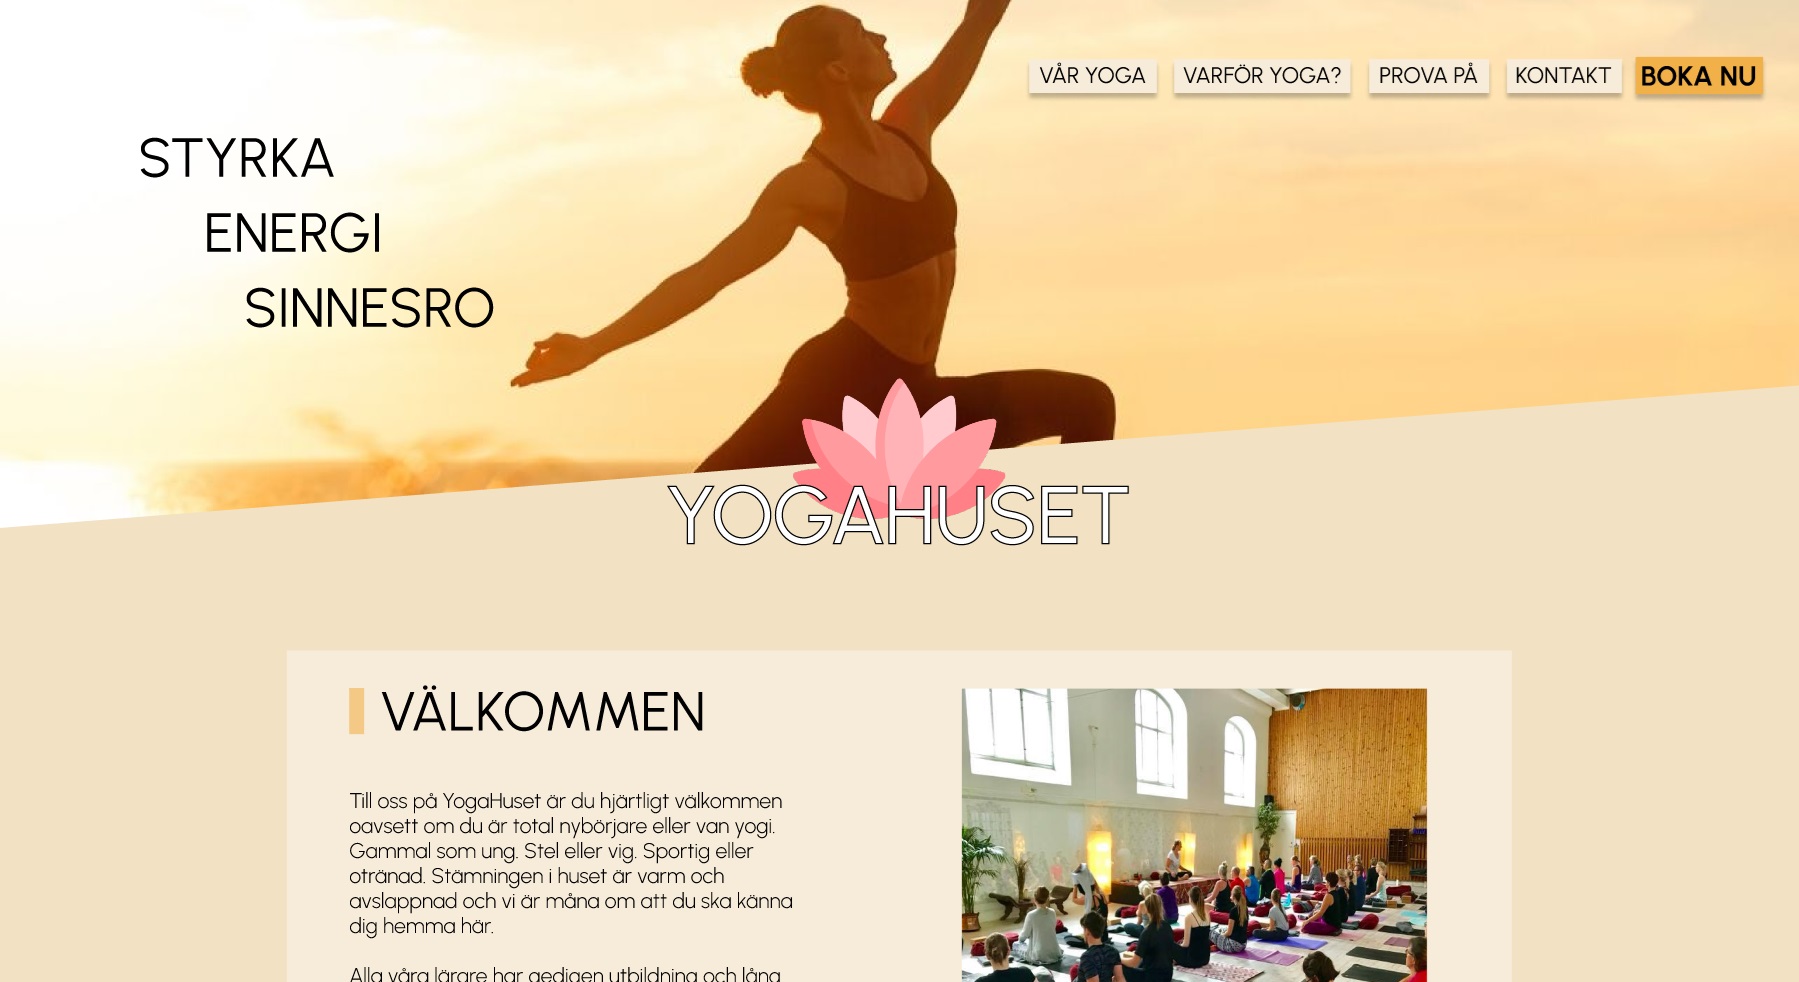 VÅR YOGA
VARFÖR YOGA?
PROVA PÅ
KONTAKT
BOKA NU
STYRKA
ENERGI
SINNESRO
YOGAHUSET
VÄLKOMMEN
Till oss på YogaHuset är du hjärtligt välkommen
oavsett om du är total nybörjare eller van yogi.
Gammal som ung. Stel eller vig. Sportig eller
otränad. Stämningen i huset är varm och
avslappnad och vi är måna om att du ska känna
dig hemma här.
Alla våra lärare har gedigen utbildning och lång